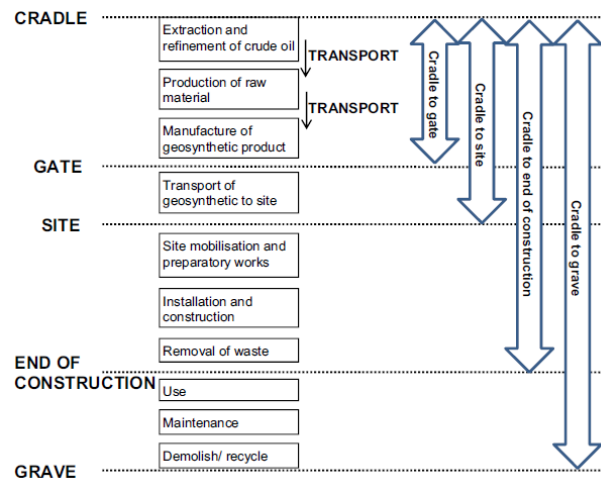 CRADLE
Extraction and
refinement of crude oil
TRANSPORT
Production of raw
material
TRANSPORT
Manufacture of
geosynthetic product
GATE
Transport of
geosynthetic to site
SITE
Site mobilisation and
preparatory works
Installation and
construction
Removal of waste
END OF
CONSTRUCTION
Use
Maintenance
Demolish/ recycle
GRAVE
Cradle to gate
Cradle to site
Cradle to end of construction
Cradle to grave